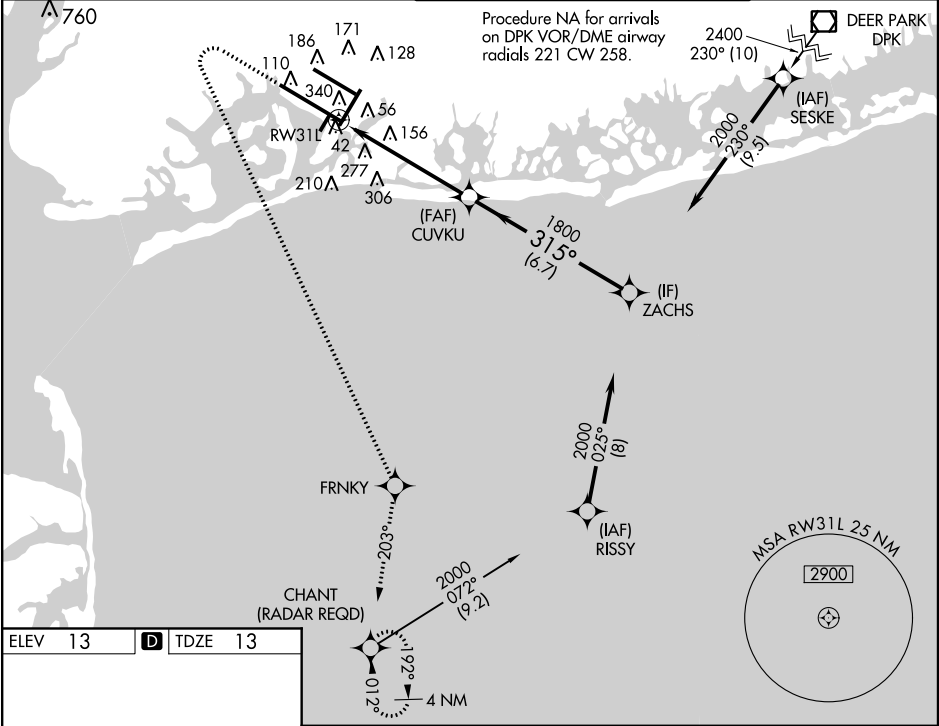 760
Procedure NA for arrivals
on DPK VOR/DME airway
radials 221 CW 258.
DEER PARK
DPK
2400
230° (10)
(IAF)
SESKE
2000
230°
(9.5)
171
186
128
110
340
56
RW31L
42
156
277
210
306
(FAF)
CUVKU
1800
315°
(6.7)
(IF)
ZACHS
2000
025°
(8)
FRNKY
(IAF)
RISSY
203°
MSA RW31L 25 NM
2900
CHANT
(RADAR REQD)
2000
072°
(9.2)
192°
012°
4 NM
ELEV 13 D TDZE 13